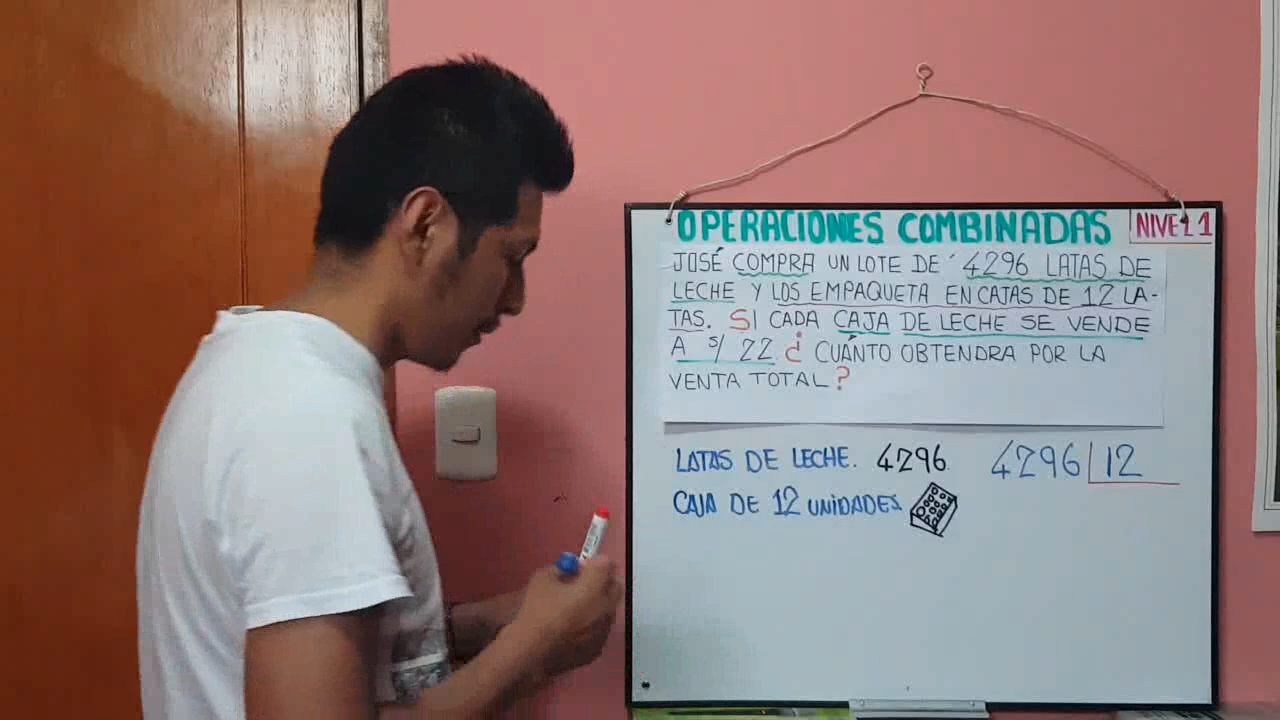 OPERACIONES COMBINADAS
NIVEL 1
JOSÉ COMPRA UN LOTE DE 4296 LATAS DE
LECHE Y LOS EMPAQUETA EN CAJAS DE 12 LA-
TAS. SI CADA CAJA DE LECHE SE VENDE
A S/ 22 ¿ CUÁNTO OBTENDRA POR LA
VENTA TOTAL?
LATAS DE LECHE. 4296.
4296 12
CAJA DE 12 UNIDADES